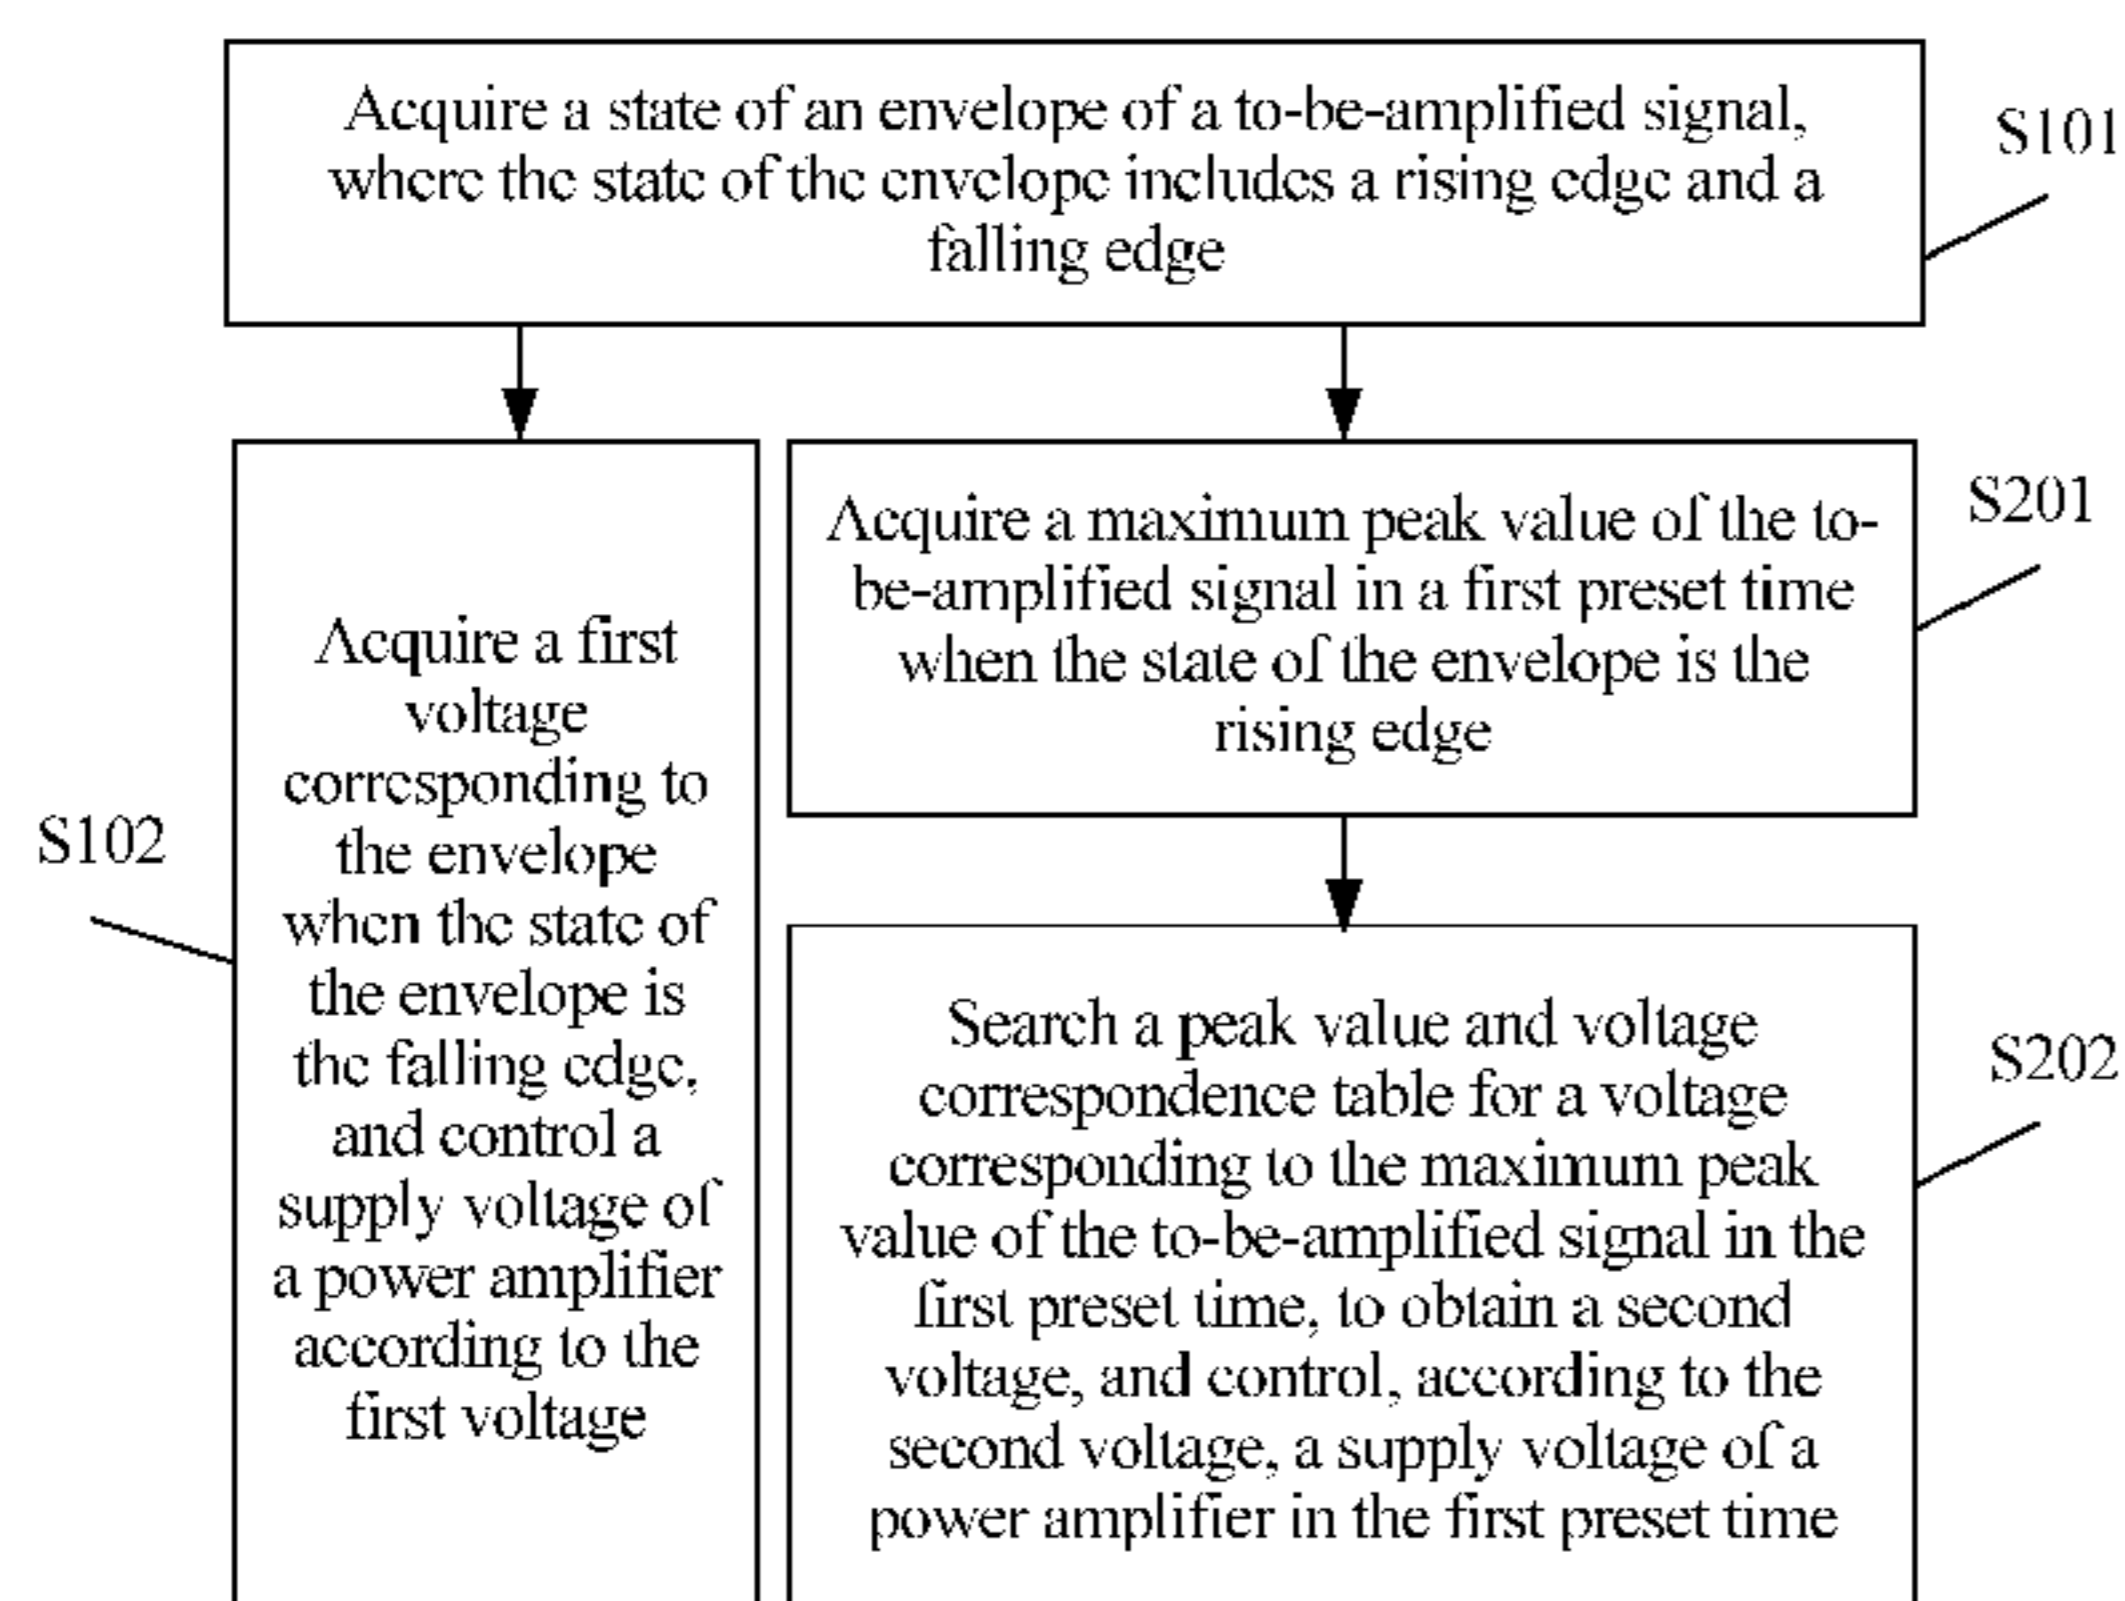 Acquire a state of an envelope of a to-be-amplified signal,
where the state of the envelope includes a rising edge and a
falling edge
S101
Acquire a first
voltage
corresponding to
the envelope
when the state of
the envelope is
the falling edge,
and control a
supply voltage of
a power amplifier
according to the
first voltage
S102
Acquire a maximum peak value of the to-
be-amplified signal in a first preset time
when the state of the envelope is the
rising edge
S201
Search a peak value and voltage
correspondence table for a voltage
corresponding to the maximum peak
value of the to-be-amplified signal in the
first preset time, to obtain a second
voltage, and control, according to the
second voltage, a supply voltage of a
power amplifier in the first preset time
S202